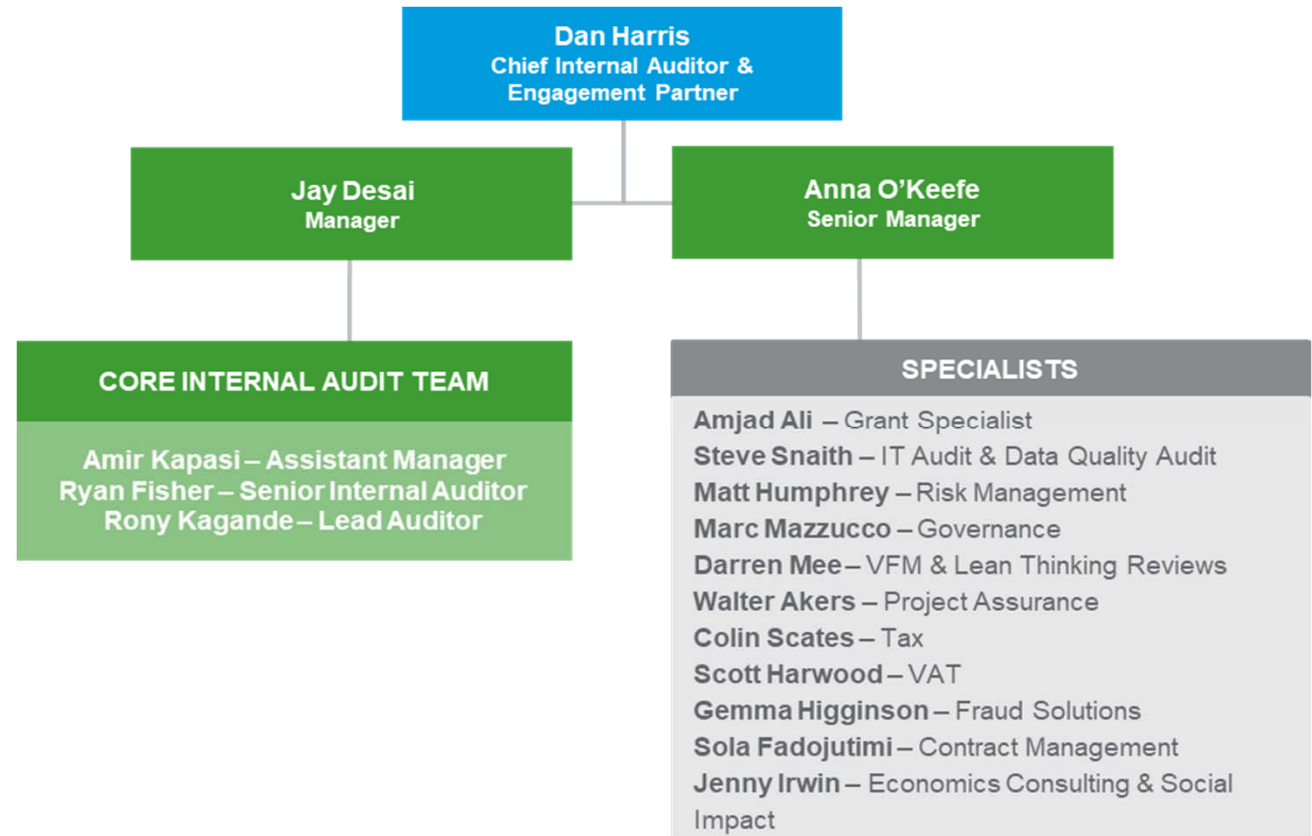 Dan Harris
Chief Internal Auditor &
Engagement Partner
Jay Desai
Manager
Anna O’Keefe
Senior Manager
CORE INTERNAL AUDIT TEAM
Amir Kapasi – Assistant Manager
Ryan Fisher – Senior Internal Auditor
Rony Kagande – Lead Auditor
SPECIALISTS
Amjad Ali – Grant Specialist
Steve Snaith – IT Audit & Data Quality Audit
Matt Humphrey – Risk Management
Marc Mazzucco – Governance
Darren Mee – VFM & Lean Thinking Reviews
Walter Akers – Project Assurance
Colin Scates – Tax
Scott Harwood – VAT
Gemma Higginson – Fraud Solutions
Sola Fadojutimi – Contract Management
Jenny Irwin – Economics Consulting & Social
Impact